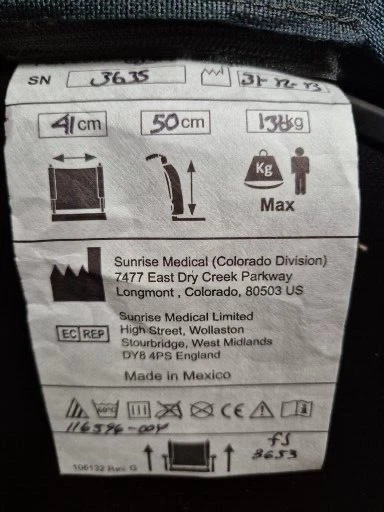 SN 3635
41 cm 50 cm kg
Kg
Max
Sunrise Medical (Colorado Division)
7477 East Dry Creek Parkway
Longmont , Colorado, 80503 US
Sunrise Medical Limited
EC REP High Street, Wollaston
Stourbridge, West Midlands
DY8 4PS England
Made in Mexico
60°C CE
116596-004
fs
3653
106132 Rev. G